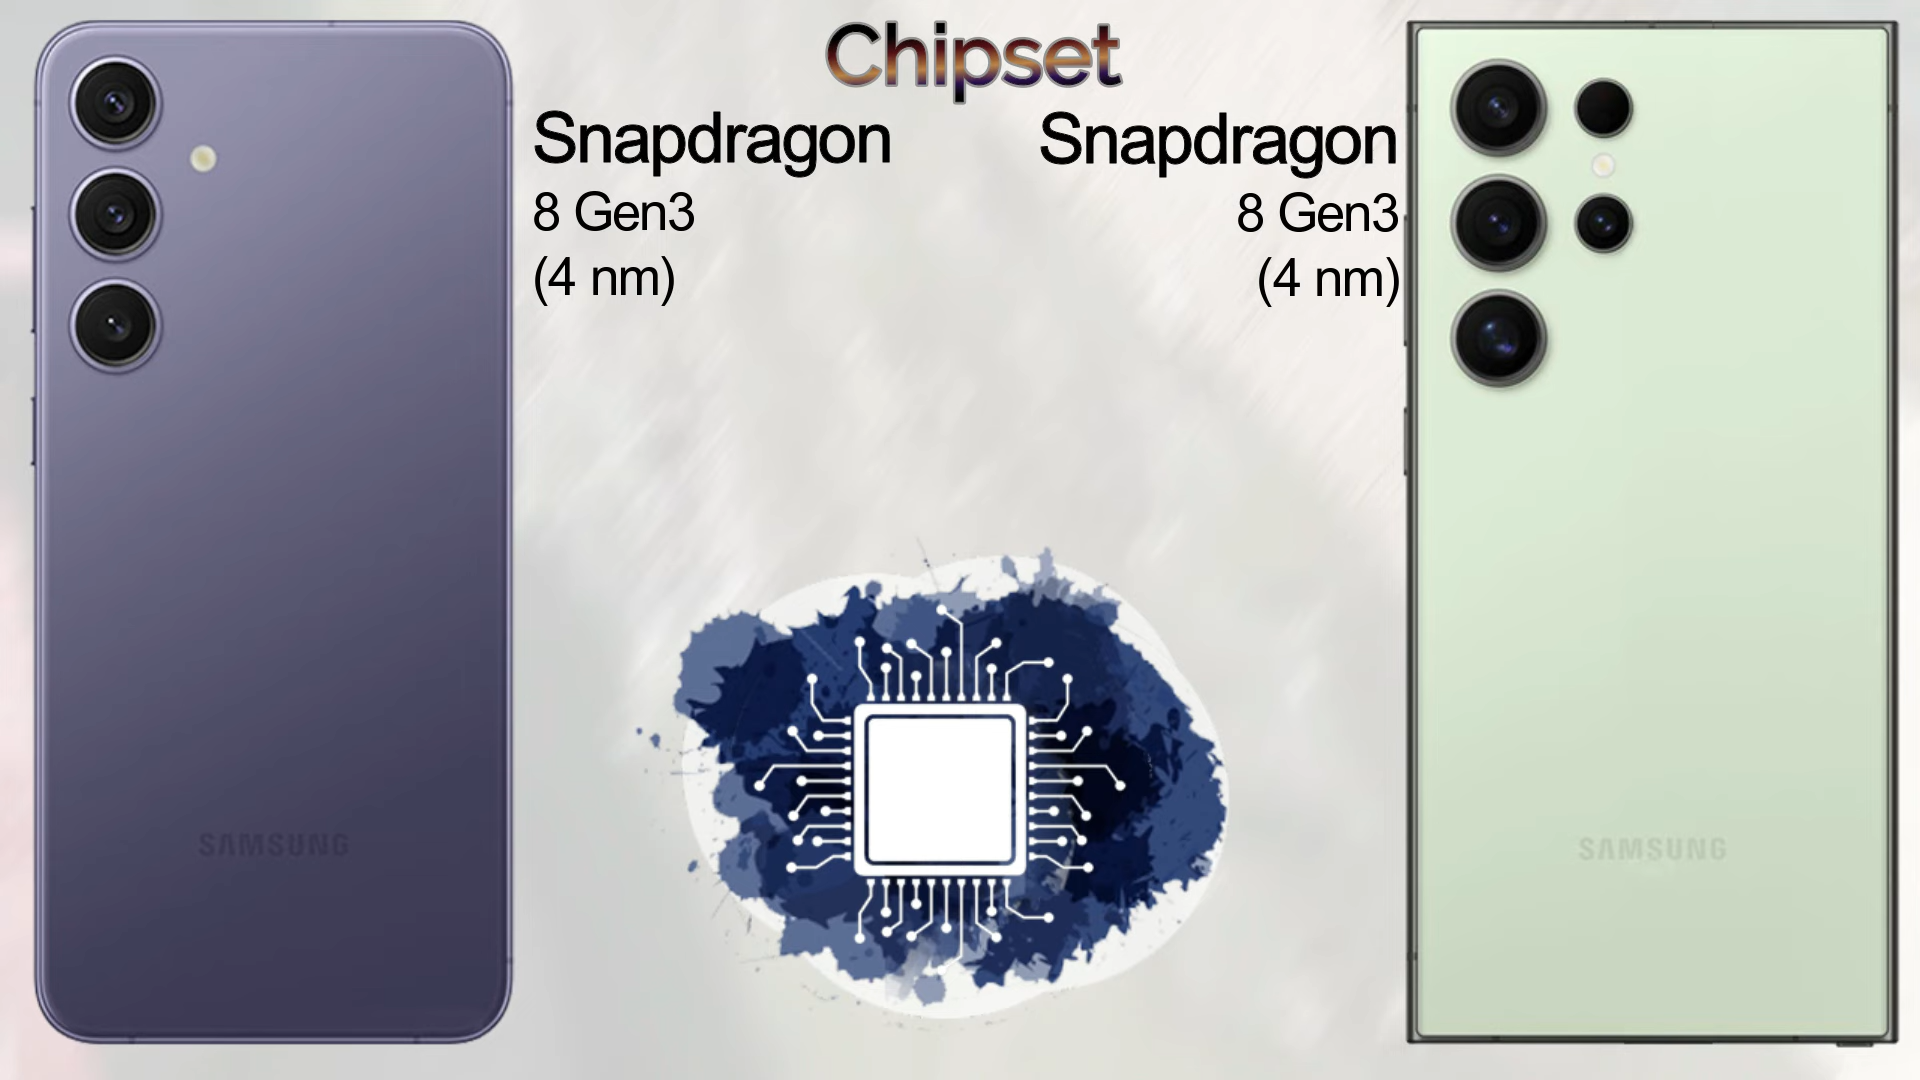 Chipset
Snapdragon
8 Gen3
(4 nm)
Snapdragon
8 Gen3
(4 nm)
SAMSUNG
SAMSUNG